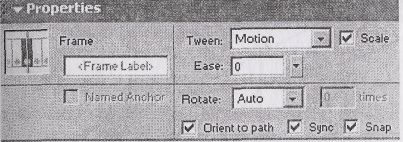 Properties
Frame
Tween: Motion
Scale
<Frame Label>
Ease: 0
Named Anchor
Rotate: Auto
0 times
Orient to path
Sync
Snap